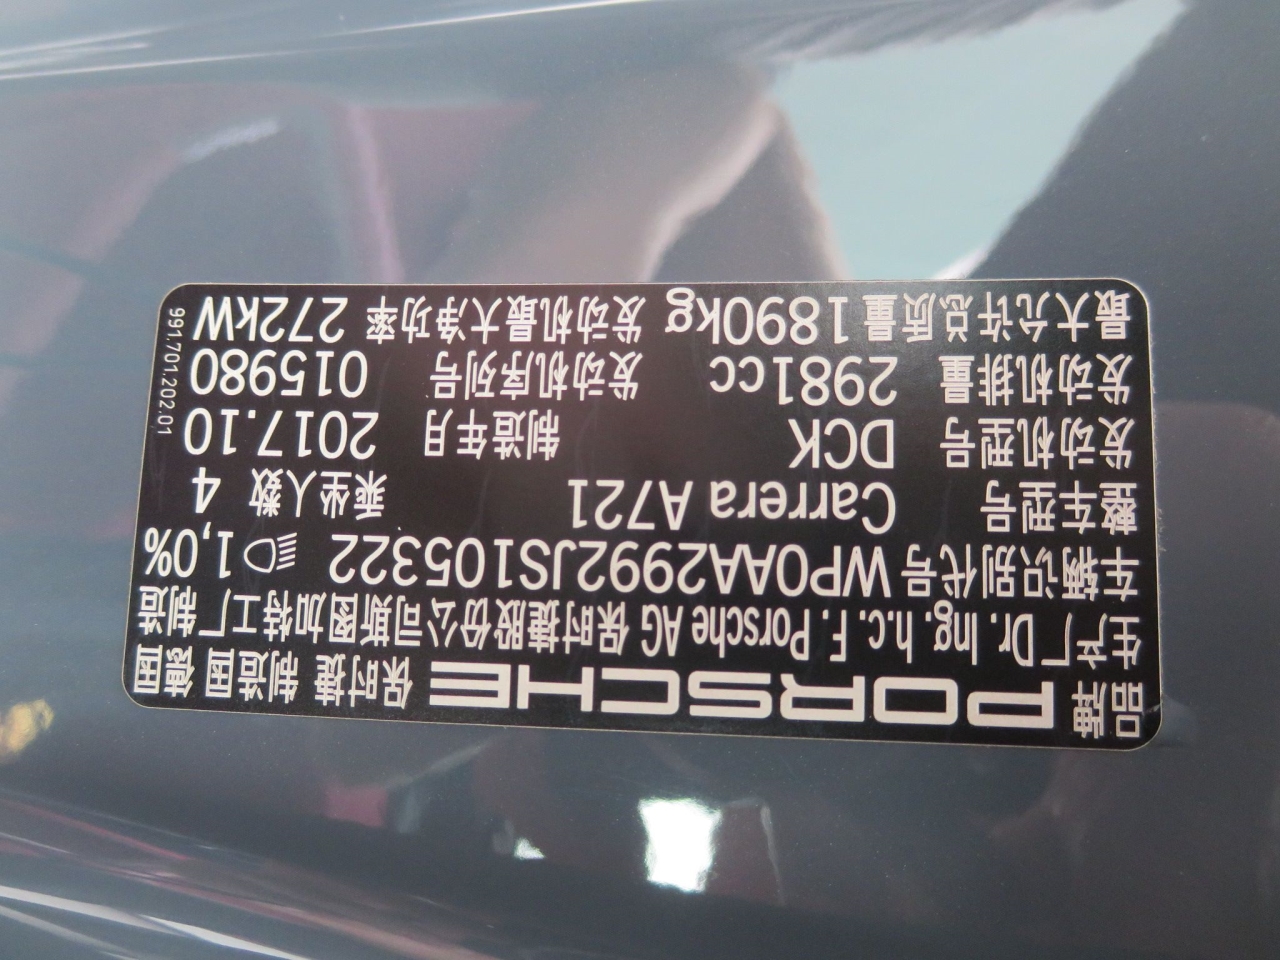 品牌 PORSCHE 保时捷 制造国 德国
生产厂 Dr. Ing. h.c. F. Porsche AG 保时捷股份公司斯图加特工厂制造
车辆识别代号 WP0AA2992JS105322 1,0%
整车型号 Carrera A721 乘坐人数 4
发动机型号 DCK 制造年月 2017.10
发动机排量 2981cc 发动机序列号 015980
最大允许总质量 1890kg 发动机最大净功率 272kW
991.701.202.01